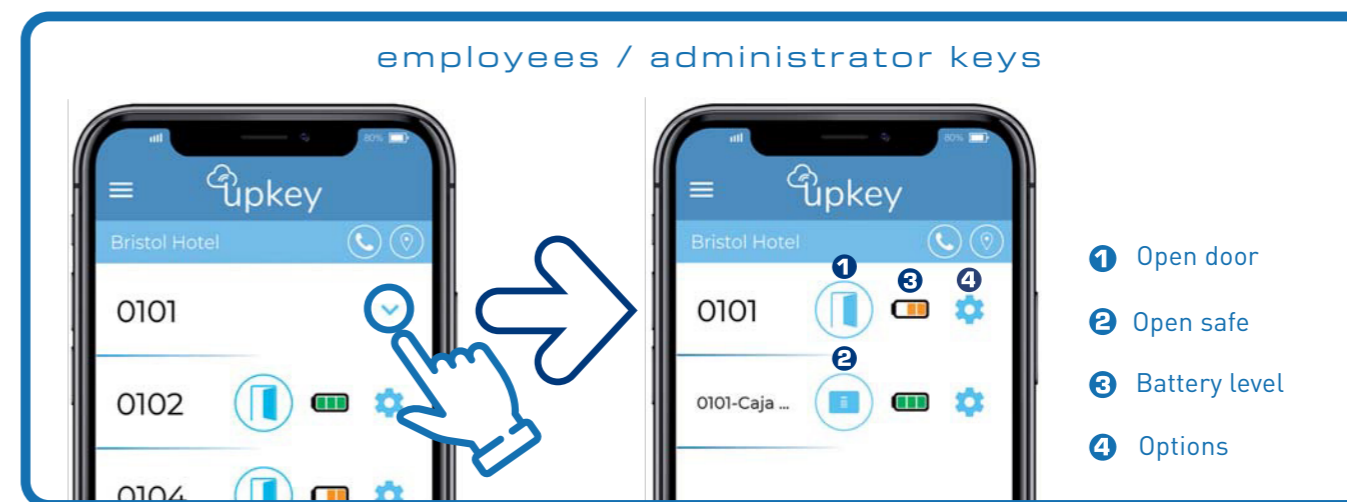 employees / administrator keys
80%
upkey
Bristol Hotel
0101
0102
0104
80%
upkey
Bristol Hotel
1
3
4
0101
2
0101-Caja ...
1 Open door
2 Open safe
3 Battery level
4 Options